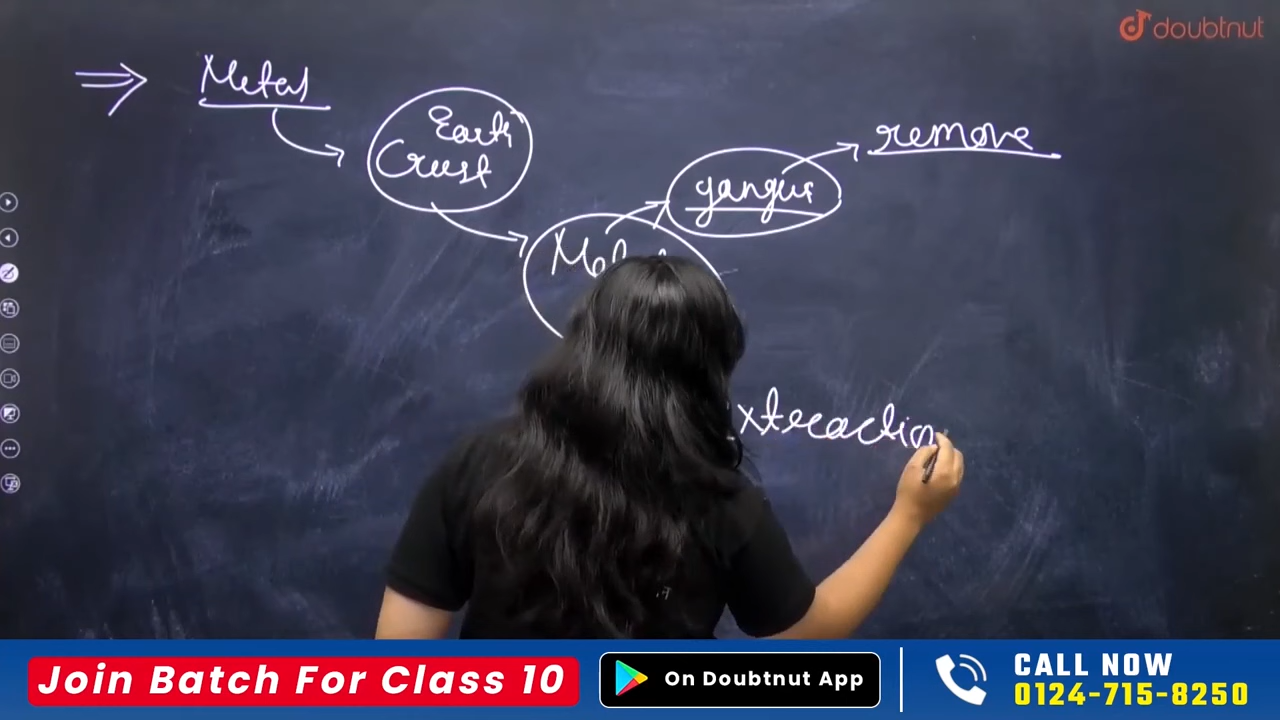 doubtnut
⇒ Metal
Earth
Crust
gangue
remove
xtraction
Join Batch For Class 10
On Doubtnut App
CALL NOW
0124-715-8250